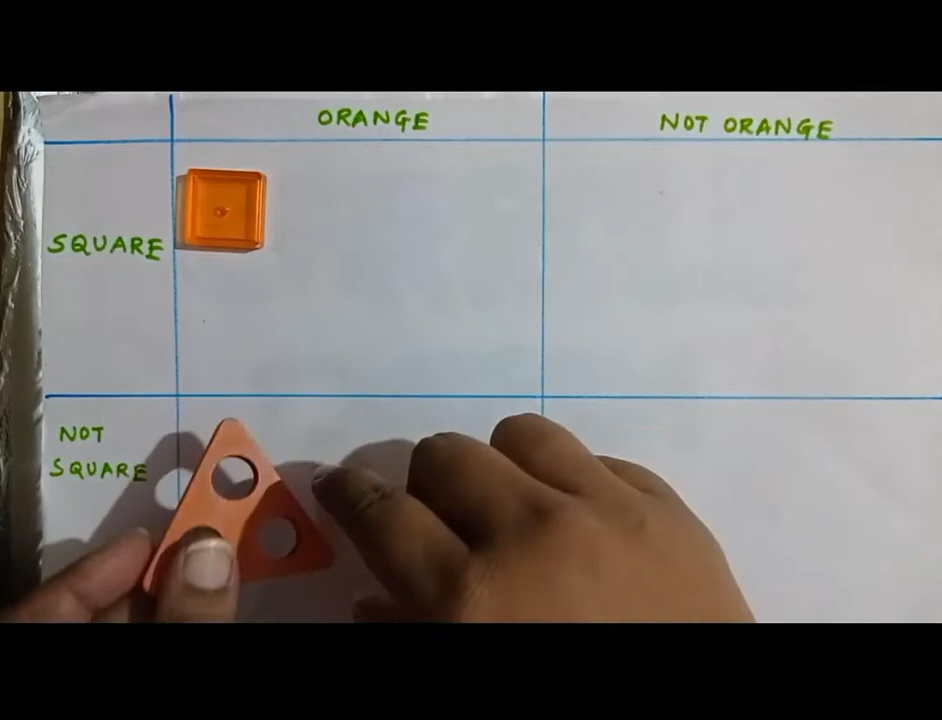 ORANGE
NOT ORANGE
SQUARE
NOT
SQUARE